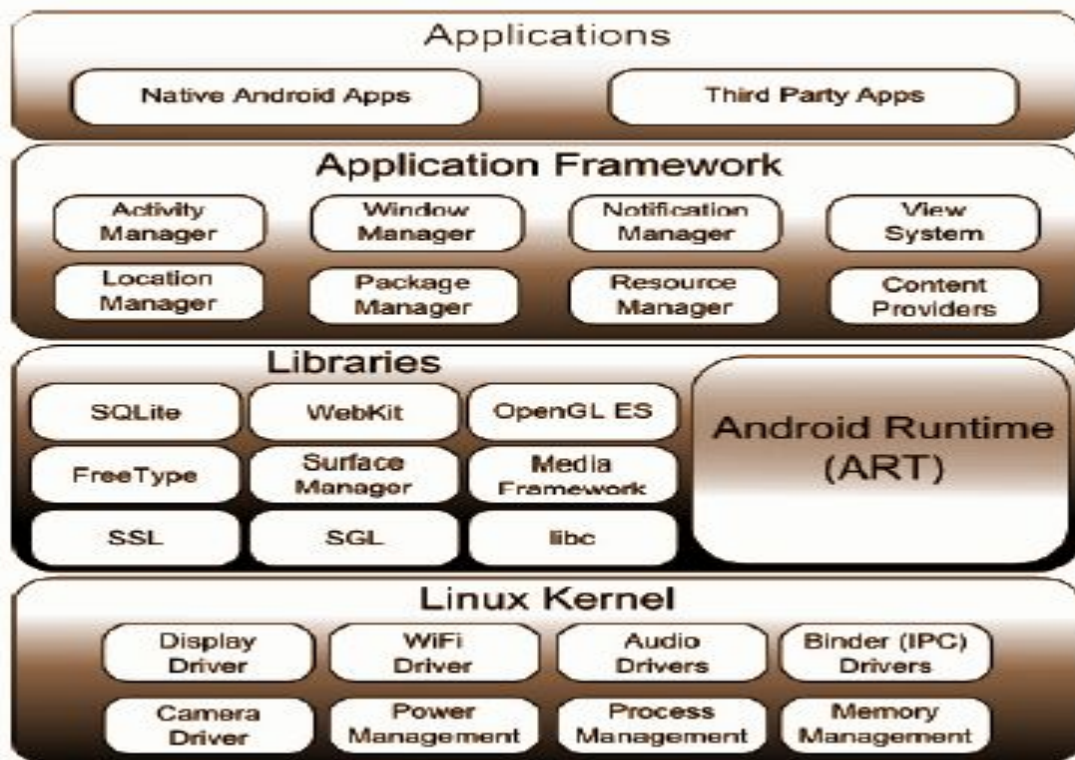 Applications
Native Android Apps
Third Party Apps
Application Framework
Activity
Manager
Window
Manager
Notification
Manager
View
System
Location
Manager
Package
Manager
Resource
Manager
Content
Providers
Libraries
SQLite
WebKit
OpenGL ES
FreeType
Surface
Manager
Media
Framework
SSL
SGL
libc
Android Runtime
(ART)
Linux Kernel
Display
Driver
WiFi
Driver
Audio
Drivers
Binder (IPC)
Drivers
Camera
Driver
Power
Management
Process
Management
Memory
Management